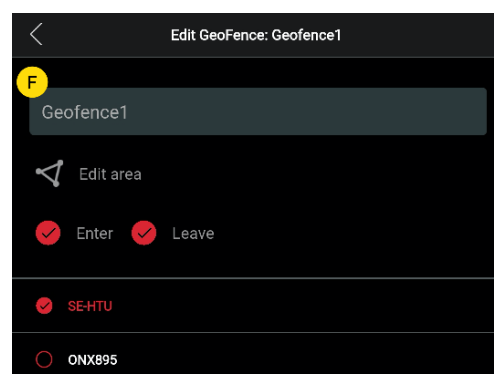 Edit GeoFence: Geofence1
F
Geofence1
Edit area
Enter Leave
SE-HTU
ONX895